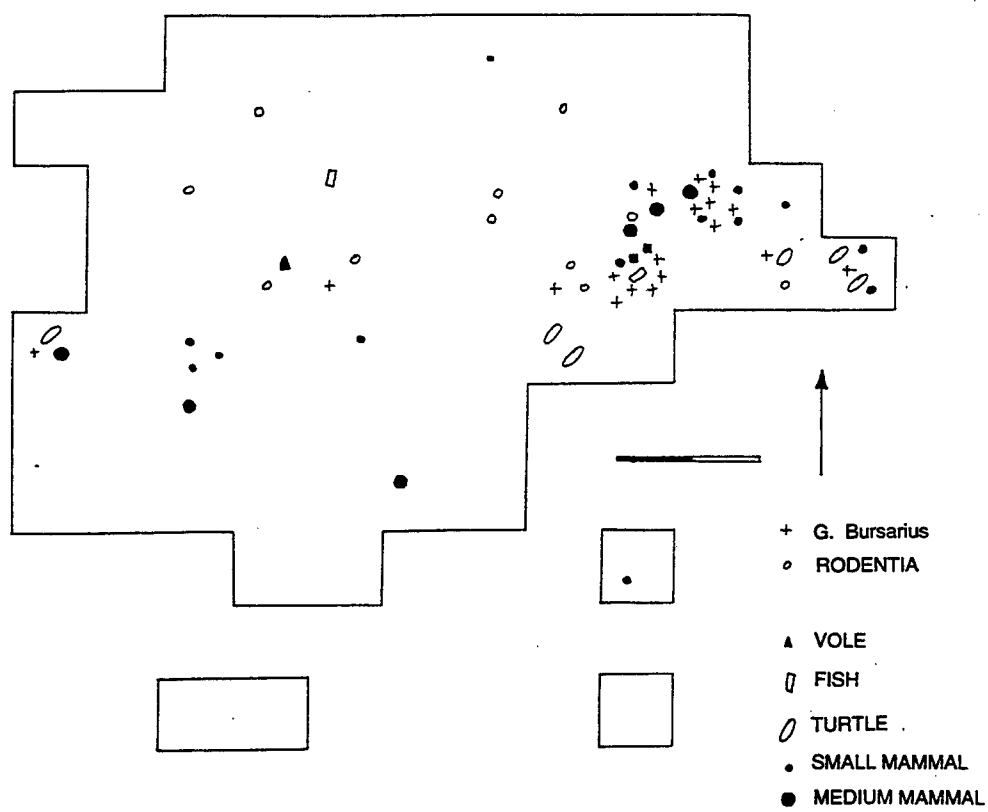 G. Bursarius
RODENTIA
VOLE
FISH
TURTLE
SMALL MAMMAL
MEDIUM MAMMAL